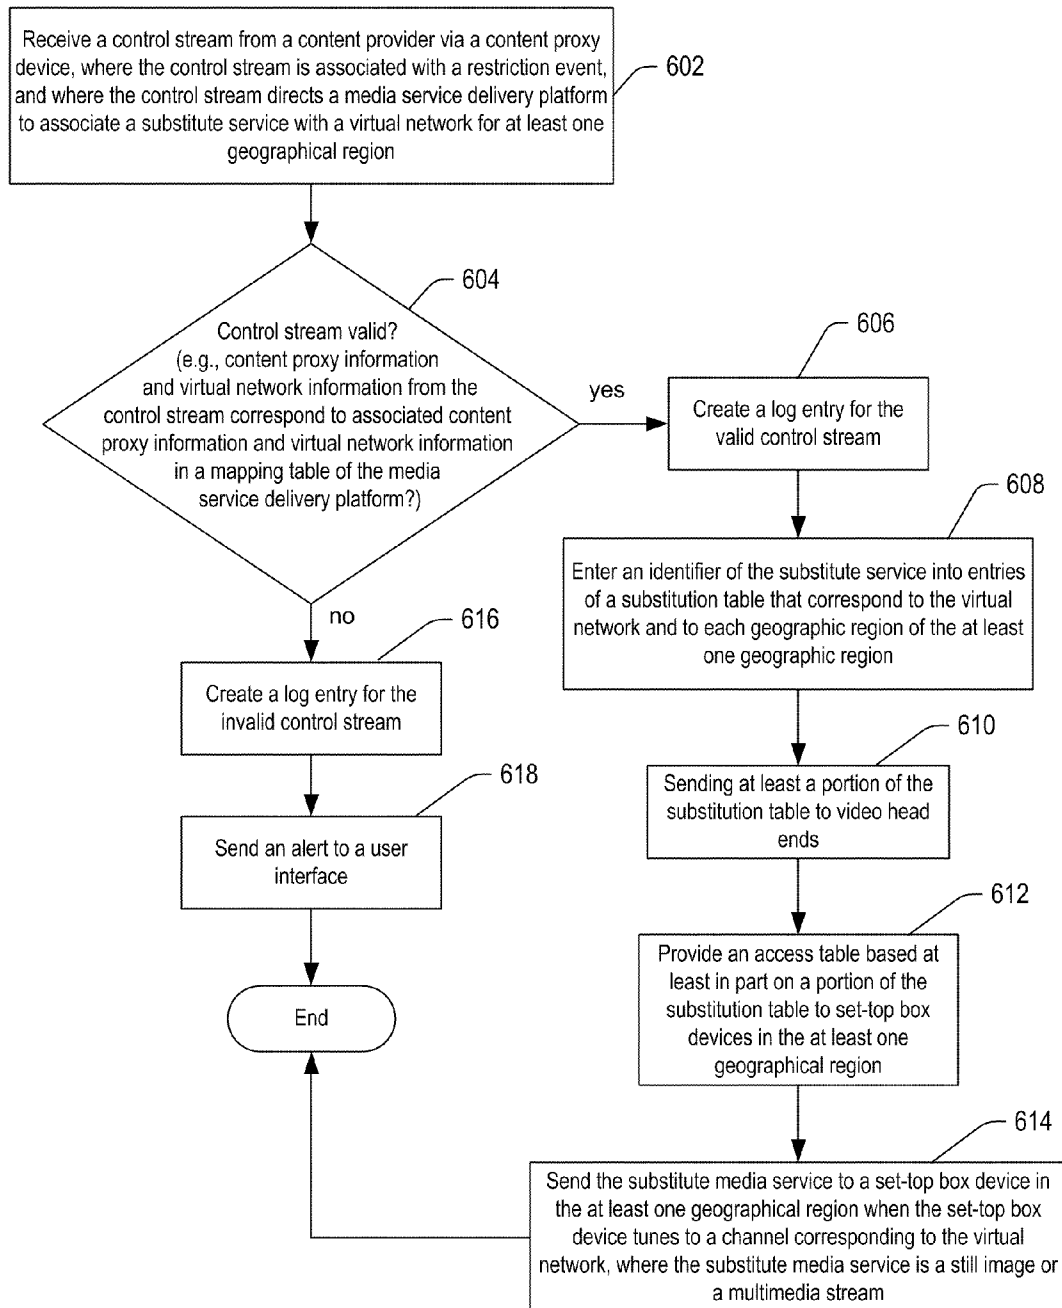 Receive a control stream from a content provider via a content proxy
device, where the control stream is associated with a restriction event,
and where the control stream directs a media service delivery platform
to associate a substitute service with a virtual network for at least one
geographical region
602
604
Control stream valid?
(e.g., content proxy information
and virtual network information from the
control stream correspond to associated content
proxy information and virtual network information
in a mapping table of the media
service delivery platform?)
yes
606
Create a log entry for the
valid control stream
608
Enter an identifier of the substitute service into entries
of a substitution table that correspond to the virtual
network and to each geographic region of the at least
one geographic region
no
616
Create a log entry for the
invalid control stream
610
Sending at least a portion of the
substitution table to video head
ends
618
Send an alert to a user
interface
612
Provide an access table based at
least in part on a portion of the
substitution table to set-top box
devices in the at least one
geographical region
End
614
Send the substitute media service to a set-top box device in
the at least one geographical region when the set-top box
device tunes to a channel corresponding to the virtual
network, where the substitute media service is a still image or
a multimedia stream